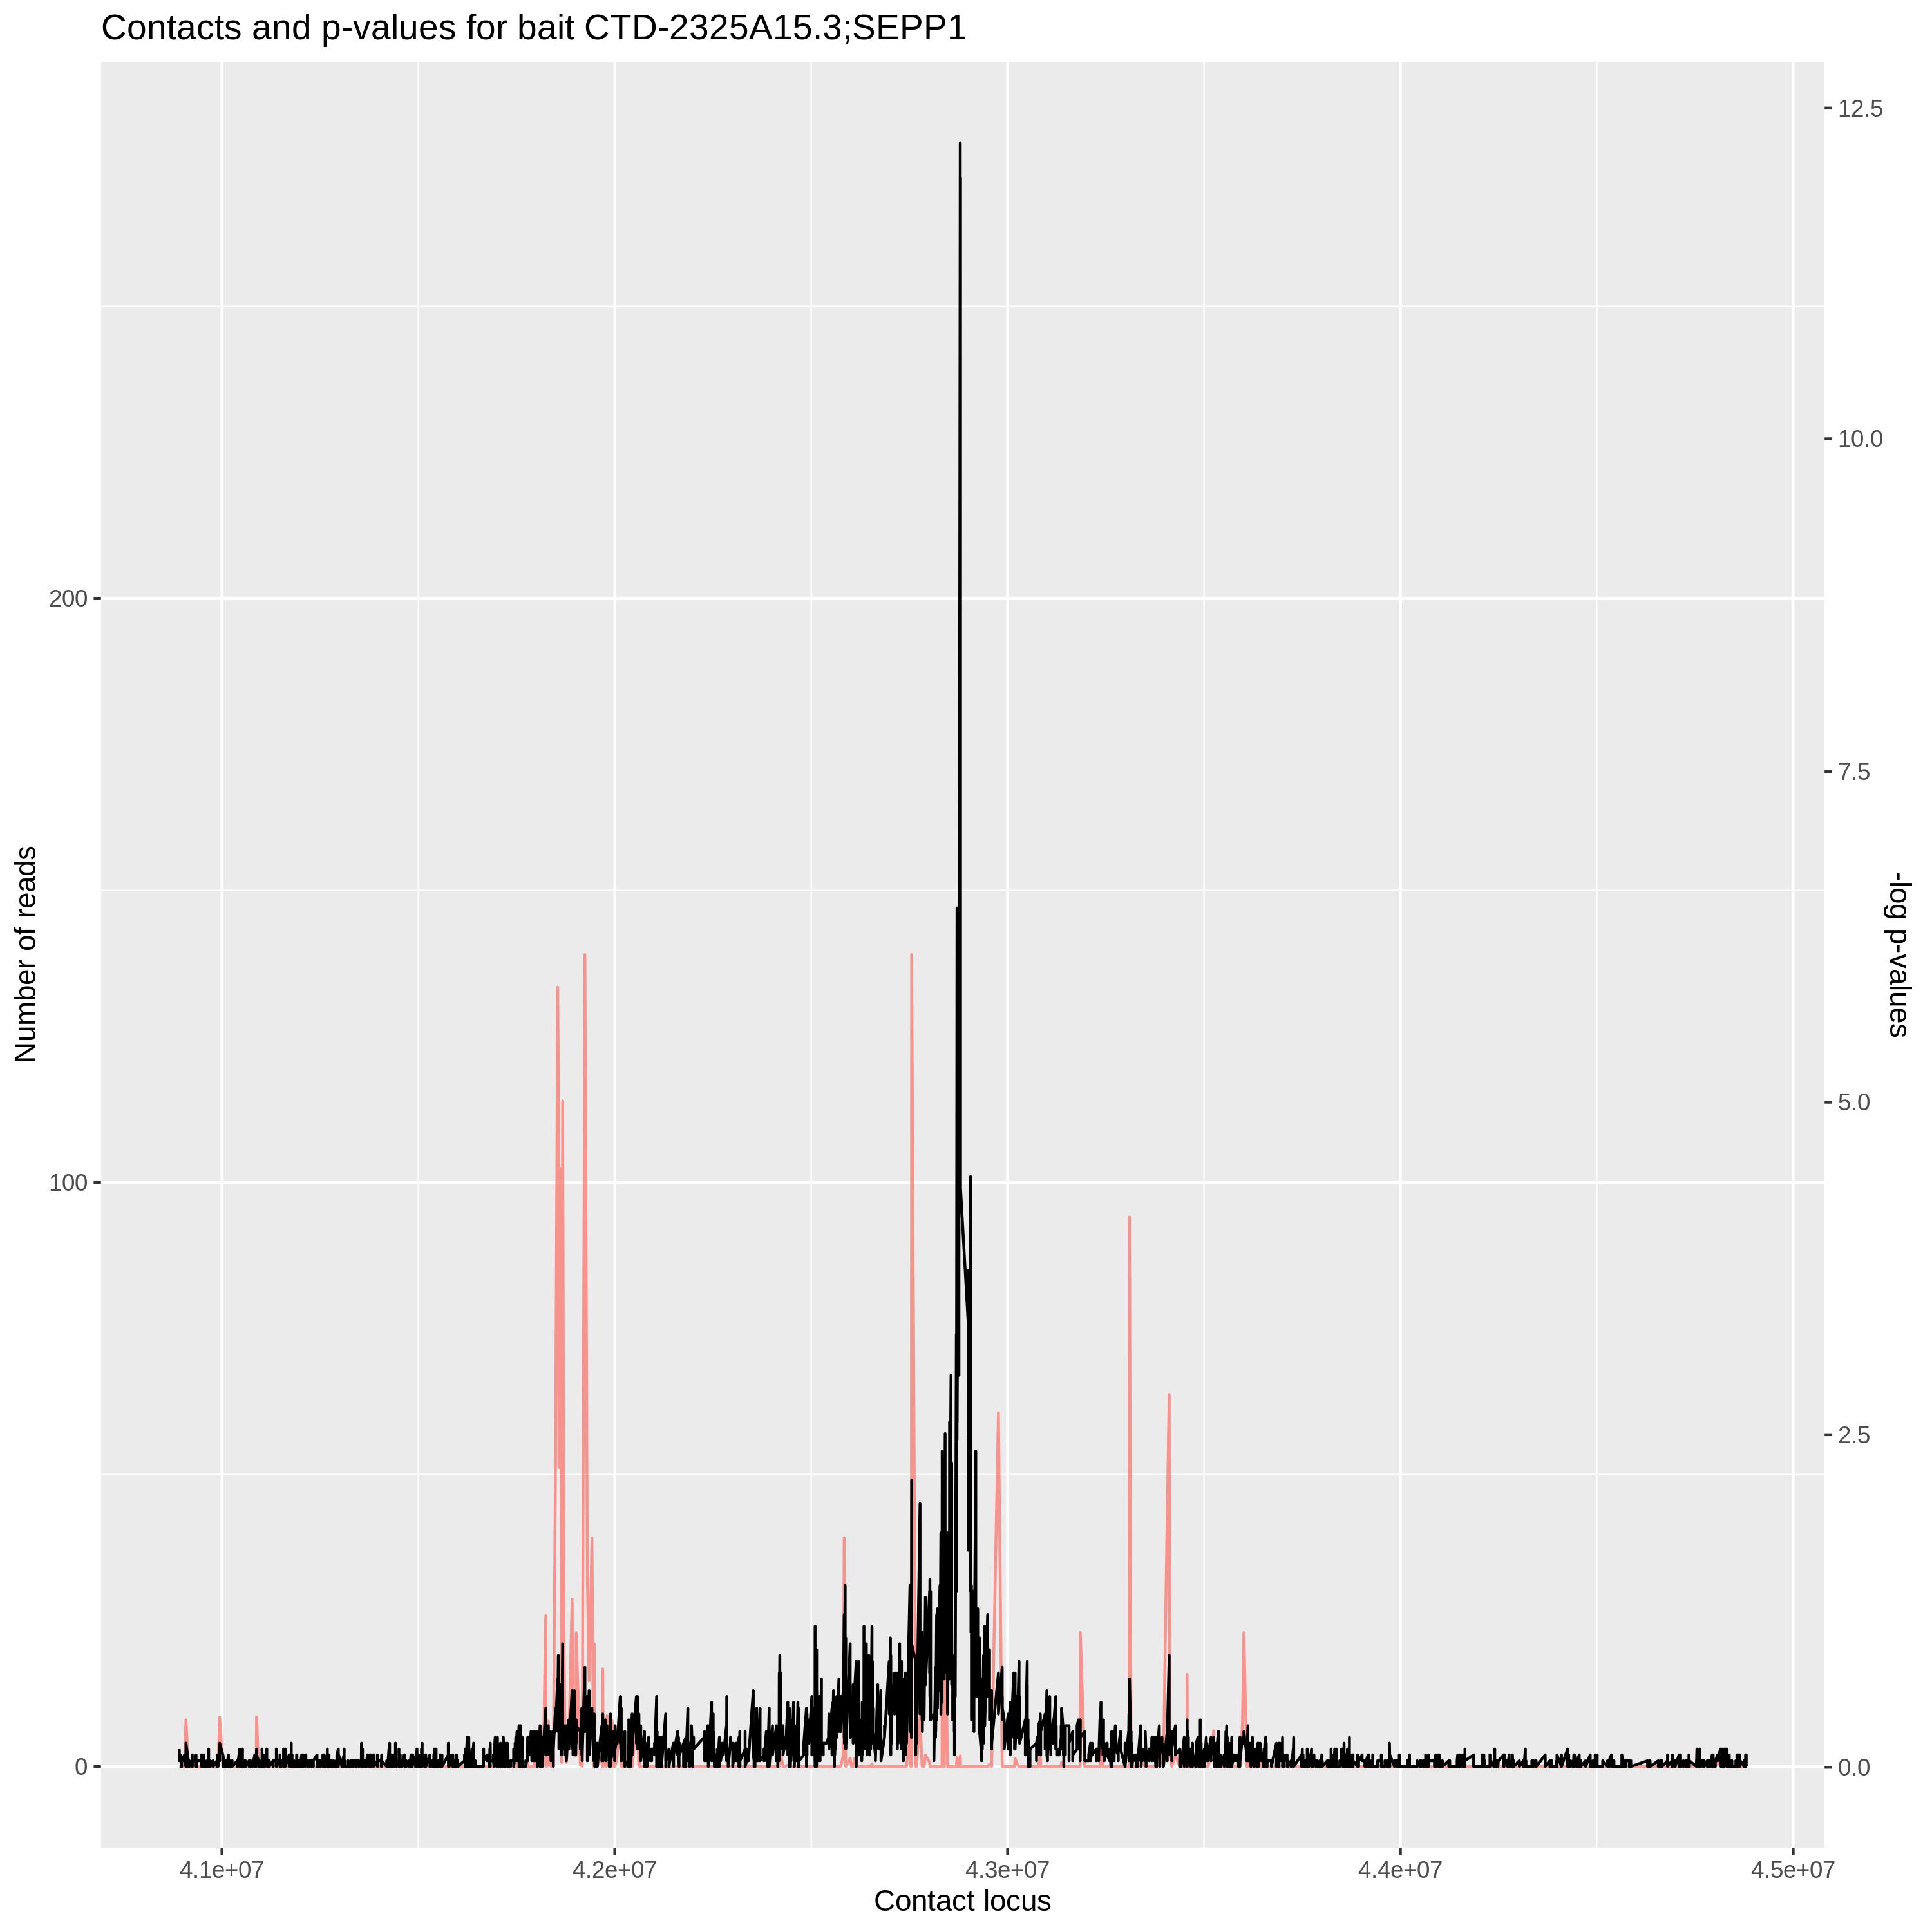 Contacts and p-values for bait CTD-2325A15.3;SEPP1
12.5
10.0
200
7.5
Number of reads
-log p-values
5.0
100
2.5
0
0.0
4.1e+07 4.2e+07 4.3e+07 4.4e+07 4.5e+07
Contact locus